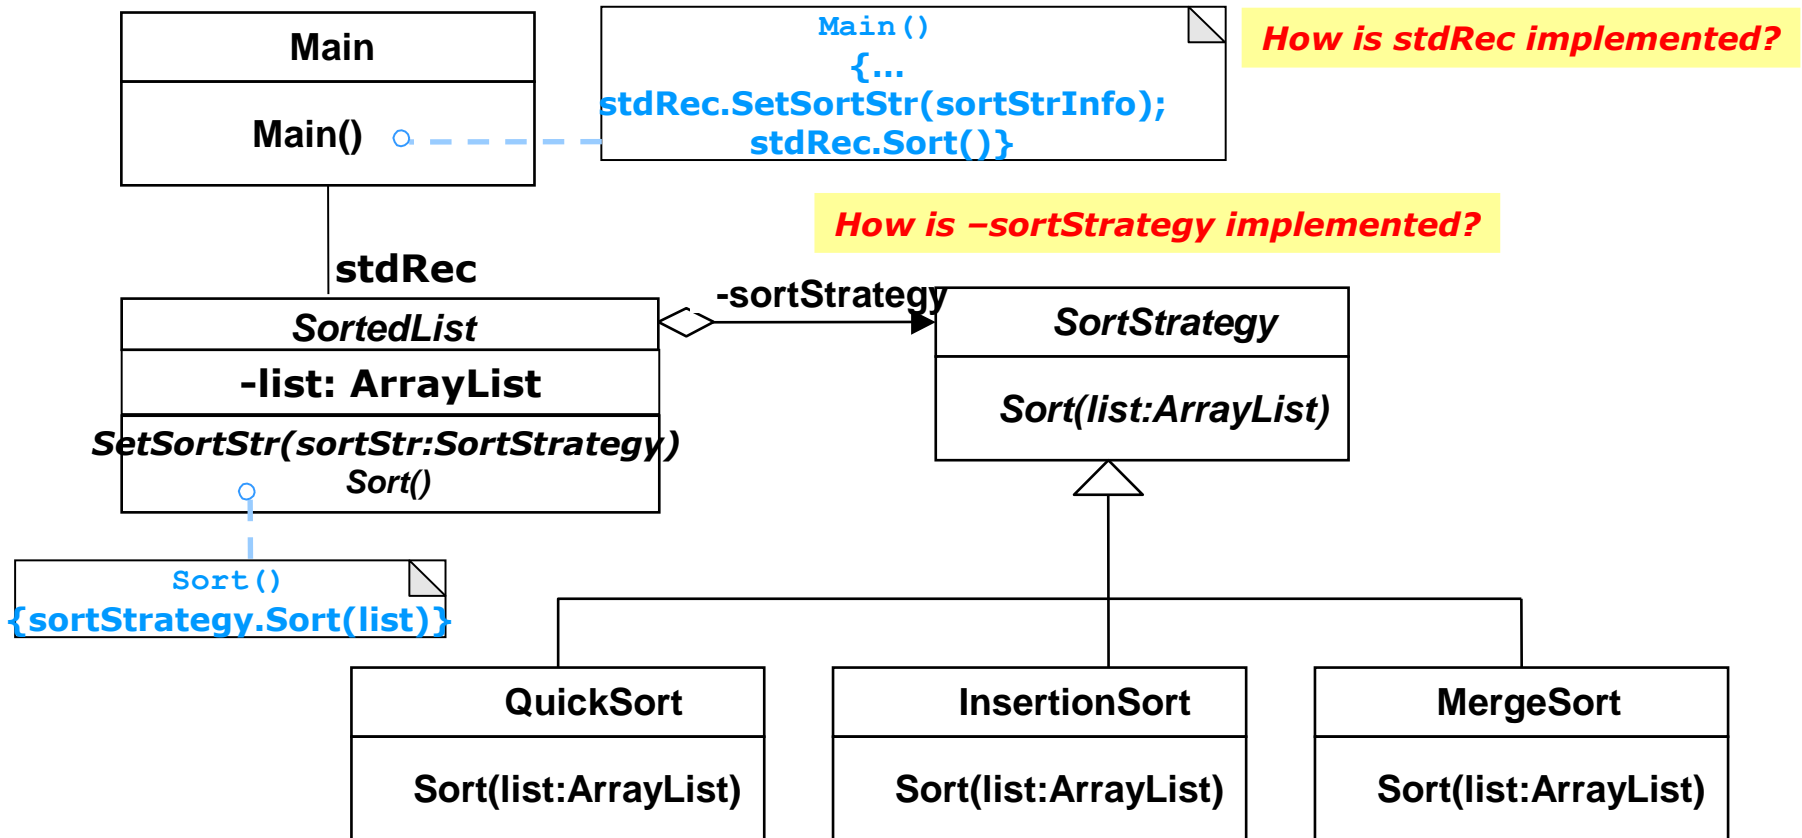 Main
Main()
Main()
{...
stdRec.SetSortStr(sortStrInfo);
stdRec.Sort()}
How is stdRec implemented?
How is –sortStrategy implemented?
stdRec
-sortStrategy
SortedList
-list: ArrayList
SetSortStr(sortStr:SortStrategy)
Sort()
SortStrategy
Sort(list:ArrayList)
Sort()
{sortStrategy.Sort(list)}
QuickSort
Sort(list:ArrayList)
InsertionSort
Sort(list:ArrayList)
MergeSort
Sort(list:ArrayList)